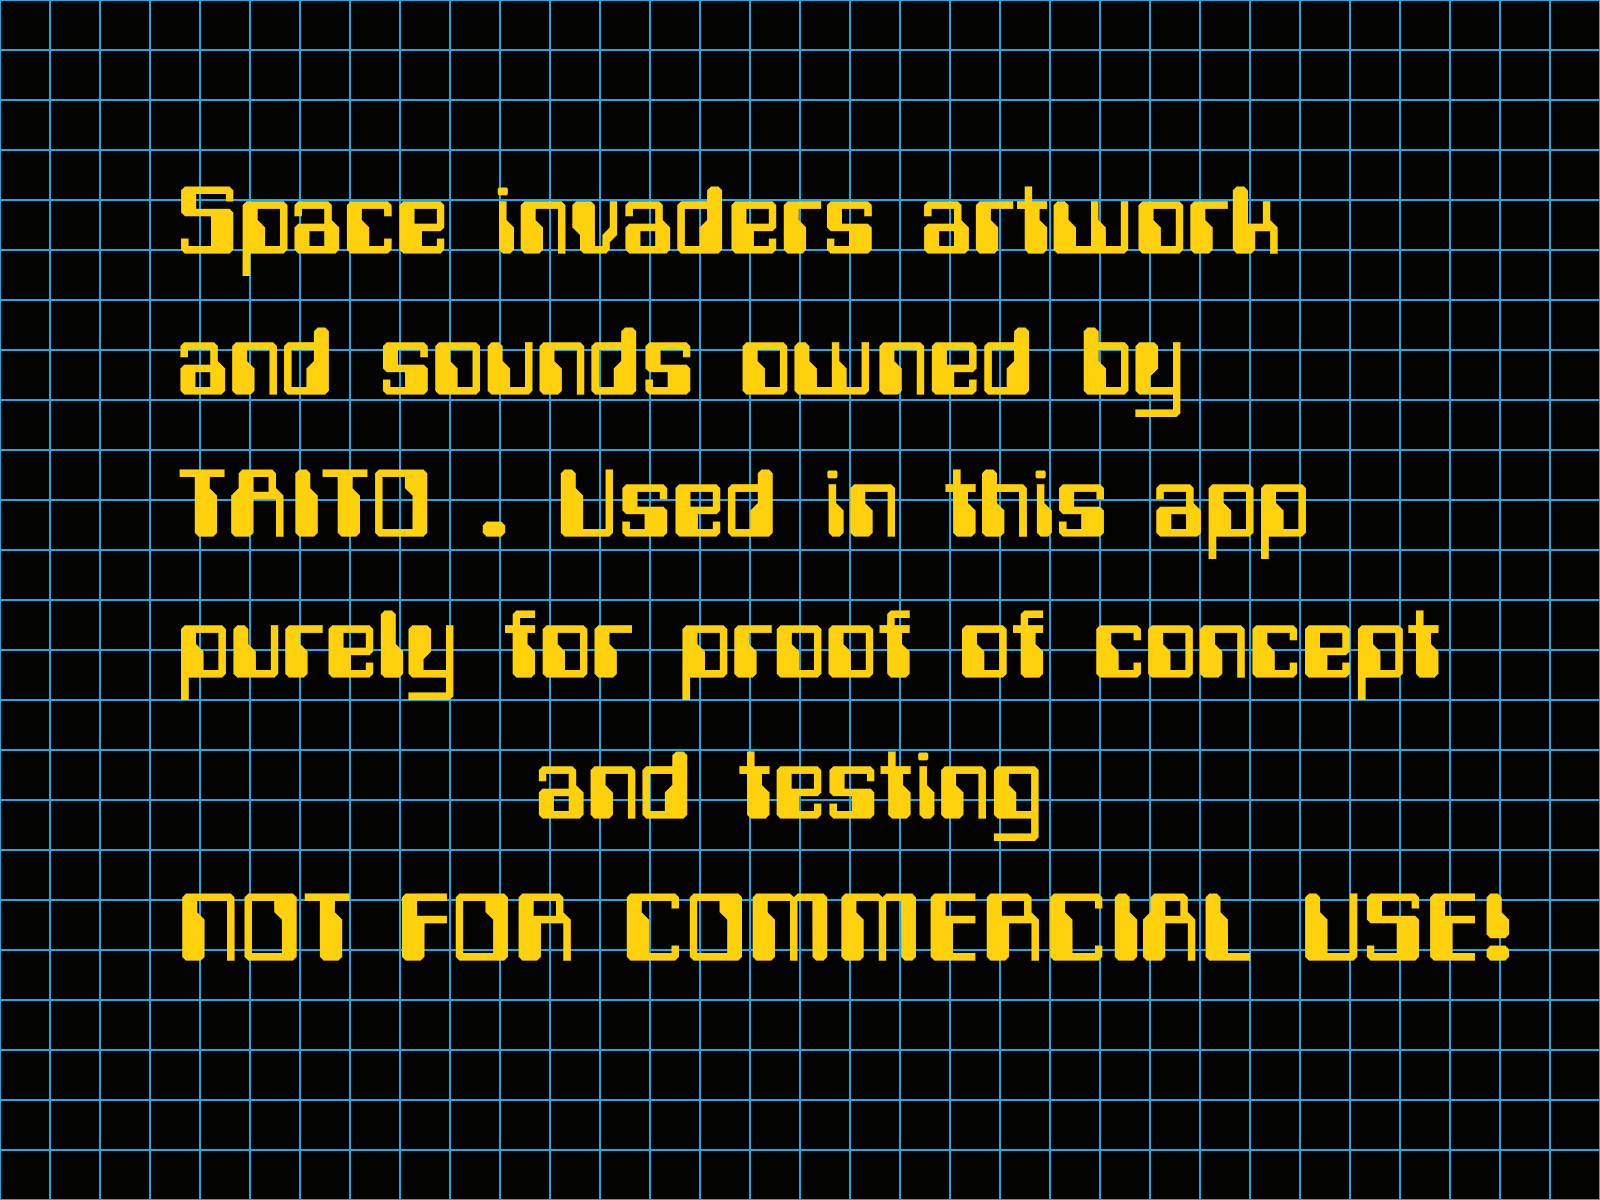 Space invaders artwork
and sounds owned by
TAITO . Used in this app
purely for proof of concept
and testing
NOT FOR COMMERCIAL USE!